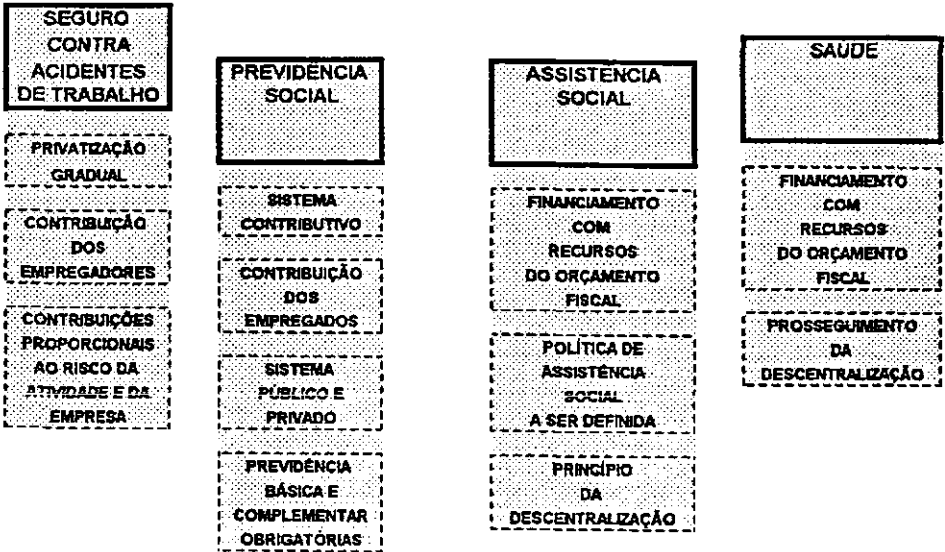 SEGURO
CONTRA
ACIDENTES
DE TRABALHO
PRIVATIZAÇÃO
GRADUAL
CONTRIBUIÇÃO
DOS
EMPREGADORES
CONTRIBUIÇÕES
PROPORCIONAIS
AO RISCO DA
ATIVIDADE E DA
EMPRESA
PREVIDÊNCIA
SOCIAL
SISTEMA
CONTRIBUTIVO
CONTRIBUIÇÃO
DOS
EMPREGADOS
SISTEMA
PÚBLICO E
PRIVADO
PREVIDÊNCIA
BÁSICA E
COMPLEMENTAR
OBRIGATÓRIAS
ASSISTENCIA
SOCIAL
FINANCIAMENTO
COM
RECURSOS
DO ORÇAMENTO
FISCAL
POLÍTICA DE
ASSISTÊNCIA
SOCIAL
A SER DEFINIDA
PRINCÍPIO
DA
DESCENTRALIZAÇÃO
SAÚDE
FINANCIAMENTO
COM
RECURSOS
DO ORÇAMENTO
FISCAL
PROSSEGUIMENTO
DA
DESCENTRALIZAÇÃO